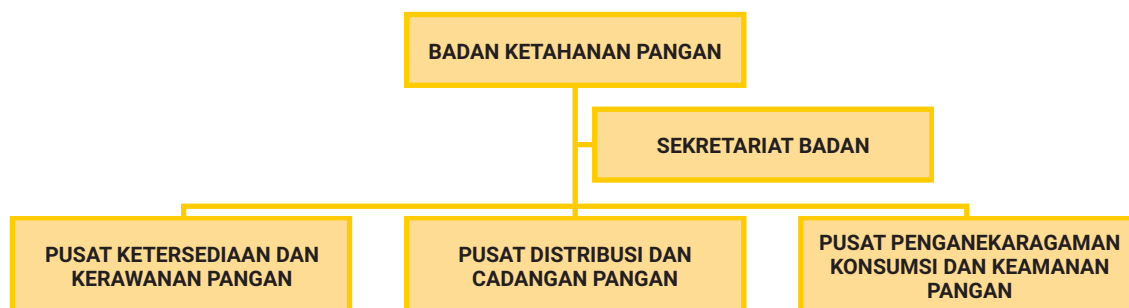 BADAN KETAHANAN PANGAN
SEKRETARIAT BADAN
PUSAT KETERSEDIAAN DAN
KERAWANAN PANGAN
PUSAT DISTRIBUSI DAN
CADANGAN PANGAN
PUSAT PENGANEKARAGAMAN
KONSUMSI DAN KEAMANAN
PANGAN